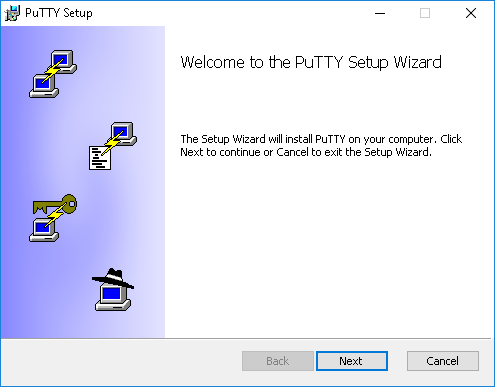 PuTTY Setup
Welcome to the PuTTY Setup Wizard
The Setup Wizard will install PuTTY on your computer. Click
Next to continue or Cancel to exit the Setup Wizard.
Back
Next
Cancel